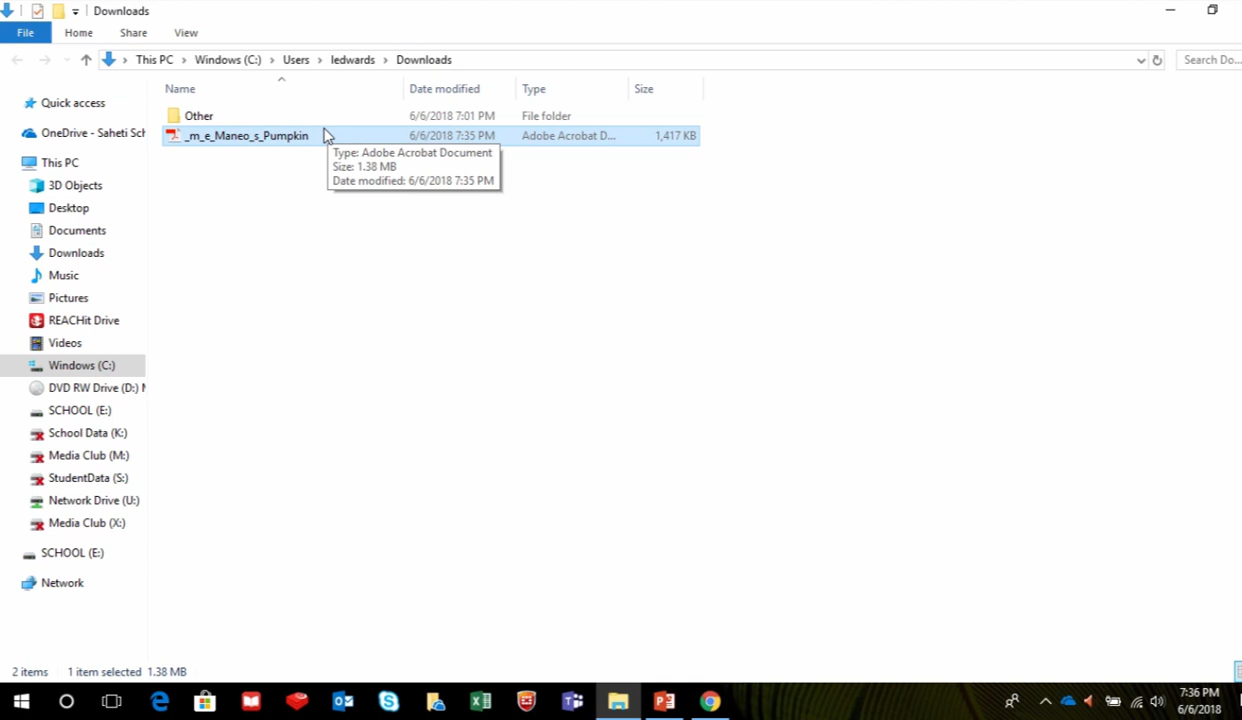 Downloads
File Home Share View
This PC Windows (C:) Users ledwards Downloads Search Do...
Name Date modified Type Size
Other 6/6/2018 7:01 PM File folder
_m_e_Maneo_s_Pumpkin 6/6/2018 7:35 PM Adobe Acrobat D... 1,417 KB
Type: Adobe Acrobat Document
Size: 1.38 MB
Date modified: 6/6/2018 7:35 PM
Quick access
OneDrive - Saheti Sch
This PC
3D Objects
Desktop
Documents
Downloads
Music
Pictures
REACHit Drive
Videos
Windows (C:)
DVD RW Drive (D:) M
SCHOOL (E:)
School Data (K:)
Media Club (M:)
StudentData (S:)
Network Drive (U:)
Media Club (X:)
SCHOOL (E:)
Network
2 items 1 item selected 1.38 MB
7:36 PM
6/6/2018